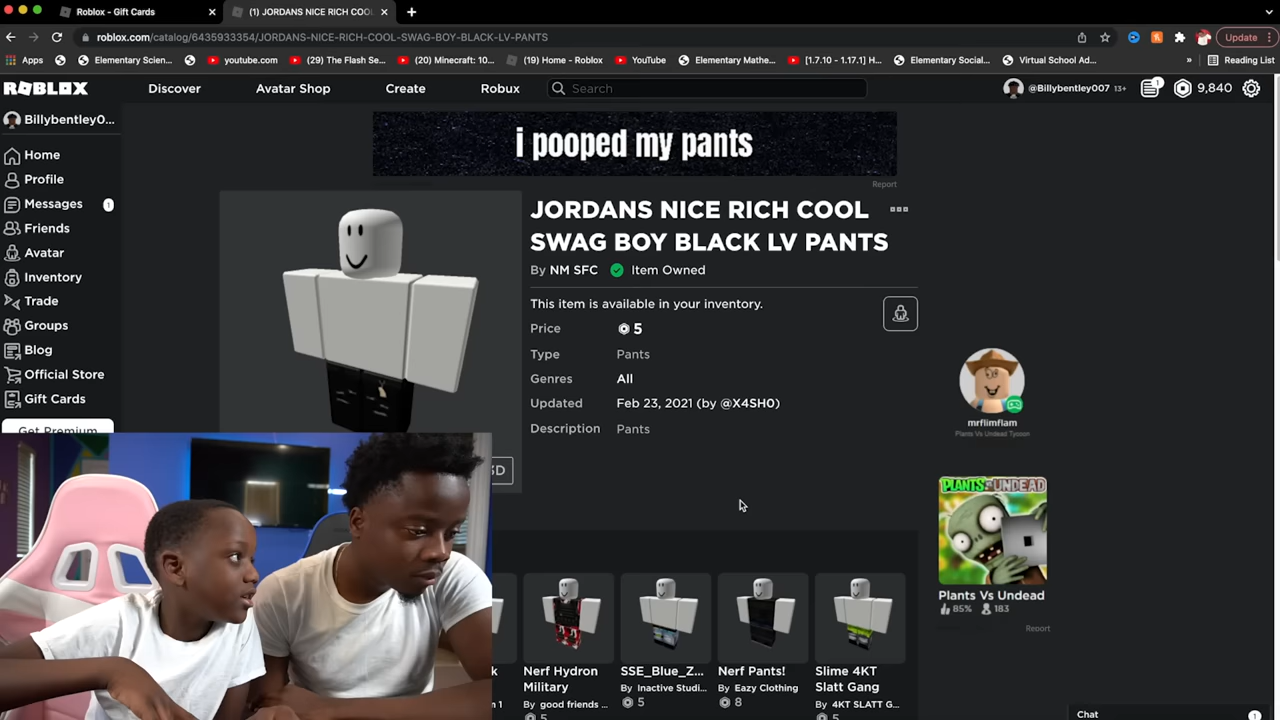 Roblox - Gift Cards
(1) JORDANS NICE RICH COOL
roblox.com/catalog/6435933354/JORDANS-NICE-RICH-COOL-SWAG-BOY-BLACK-LV-PANTS
Update
Apps
Elementary Scien...
youtube.com
(29) The Flash Se...
(20) Minecraft: 10...
(19) Home - Roblox
YouTube
Elementary Mathe...
[1.7.10 - 1.17.1] H...
Elementary Social...
Virtual School Ad...
»
Reading List
ROBLOX
Discover
Avatar Shop
Create
Robux
Search
@Billybentley007 13+
1
9,840
Billybentley0...
Home
Profile
Messages 1
Friends
Avatar
Inventory
Trade
Groups
Blog
Official Store
Gift Cards
Get Premium
i pooped my pants
Report
JORDANS NICE RICH COOL
SWAG BOY BLACK LV PANTS
By NM SFC Item Owned
This item is available in your inventory.
Price 5
Type Pants
Genres All
Updated Feb 23, 2021 (by @X4SH0)
Description Pants
3D
mrflimflam
Plants Vs Undead Tycoon
PLANTS VS UNDEAD
Plants Vs Undead
85% 183
Report
Nerf Hydron
Military
By good friends ...
5
SSE_Blue_Z...
By Inactive Studi...
5
Nerf Pants!
By Eazy Clothing
8
Slime 4KT
Slatt Gang
By 4KT SLATT G...
5
Chat 1